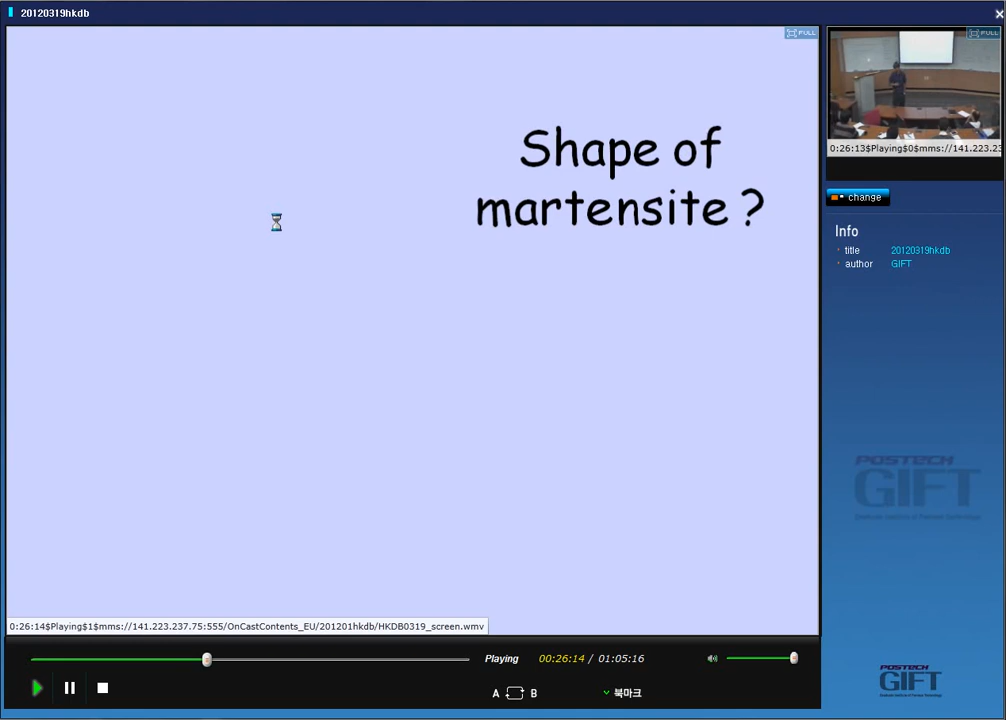 20120319hkdb
FULL
FULL
Shape of
martensite ?
0:26:13$Playing$0$mms://141.223.23
change
Info
title 20120319hkdb
author GIFT
POSTECH
GIFT
0:26:14$Playing$1$mms://141.223.237.75:555/OnCastContents_EU/201201hkdb/HKDB0319_screen.wmv
Playing 00:26:14 / 01:05:16
A B 북마크
POSTECH
GIFT